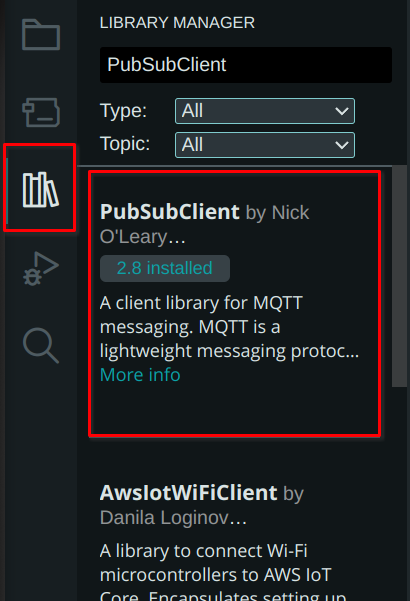 LIBRARY MANAGER
PubSubClient
Type: All
Topic: All
PubSubClient by Nick
O'Leary...
2.8 installed
A client library for MQTT
messaging. MQTT is a
lightweight messaging protoc...
More info
AwsIotWiFiClient by
Danila Loginov...
A library to connect Wi-Fi
microcontrollers to AWS IoT
Core. Encapsulates setting up